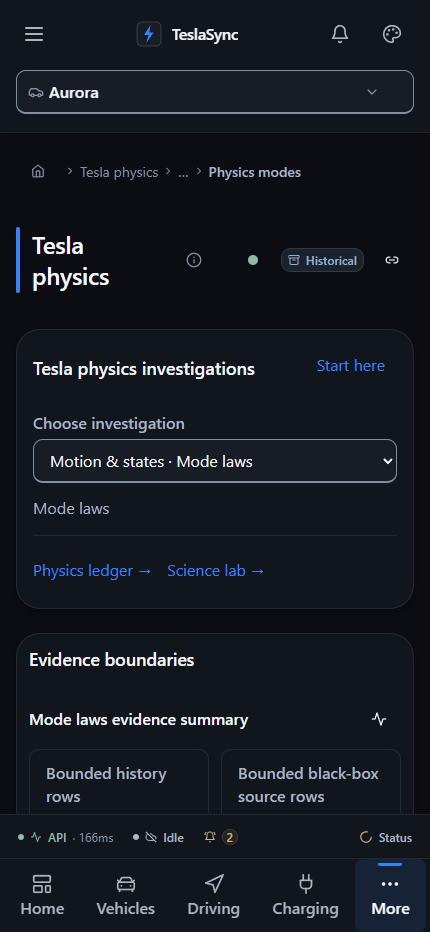 TeslaSync
Aurora
Tesla physics
...
Physics modes
Tesla
physics
Historical
Tesla physics investigations
Start here
Choose investigation
Motion & states · Mode laws
Mode laws
Physics ledger →
Science lab →
Evidence boundaries
Mode laws evidence summary
Bounded history
rows
Bounded black-box
source rows
API · 166ms
Idle
2
Status
Home
Vehicles
Driving
Charging
More